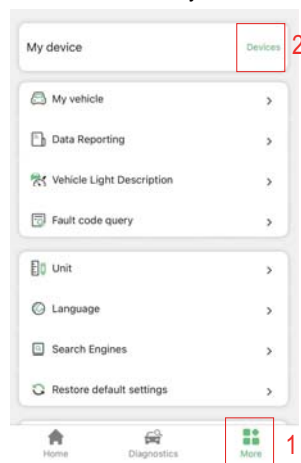 My device
Devices
2
My vehicle
Data Reporting
Vehicle Light Description
Fault code query
Unit
Language
Search Engines
Restore default settings
Home
Diagnostics
More
1